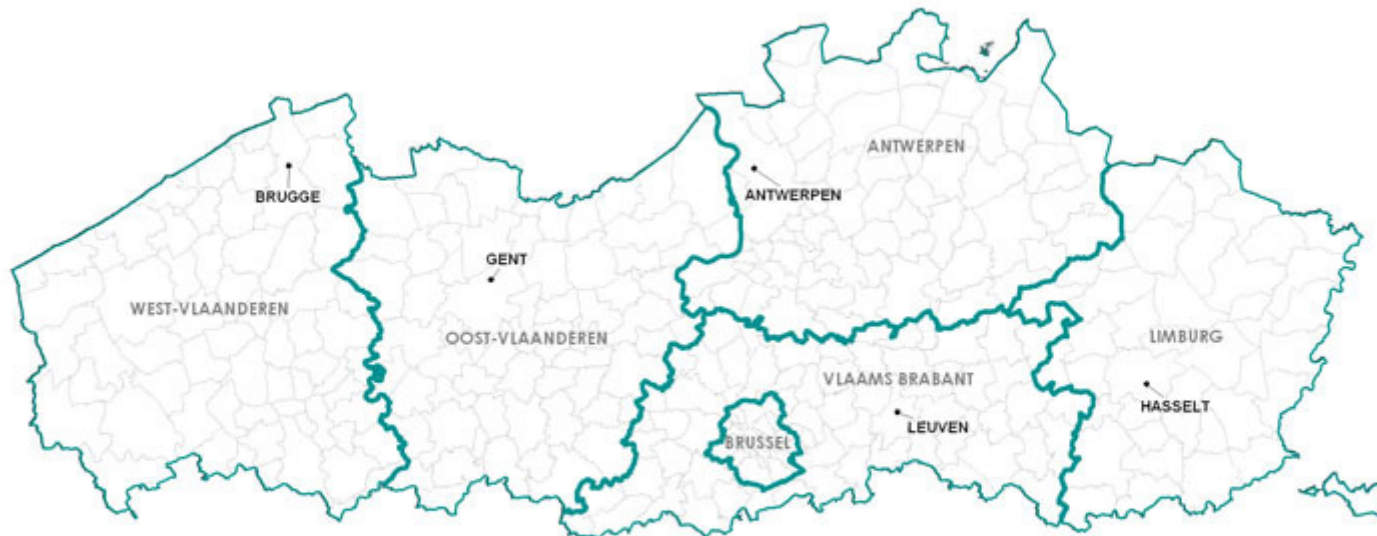 ANTWERPEN
BRUGGE
ANTWERPEN
GENT
WEST-VLAANDEREN
OOST-VLAANDEREN
LIMBURG
VLAAMS BRABANT
HASSELT
LEUVEN
BRUSSEL